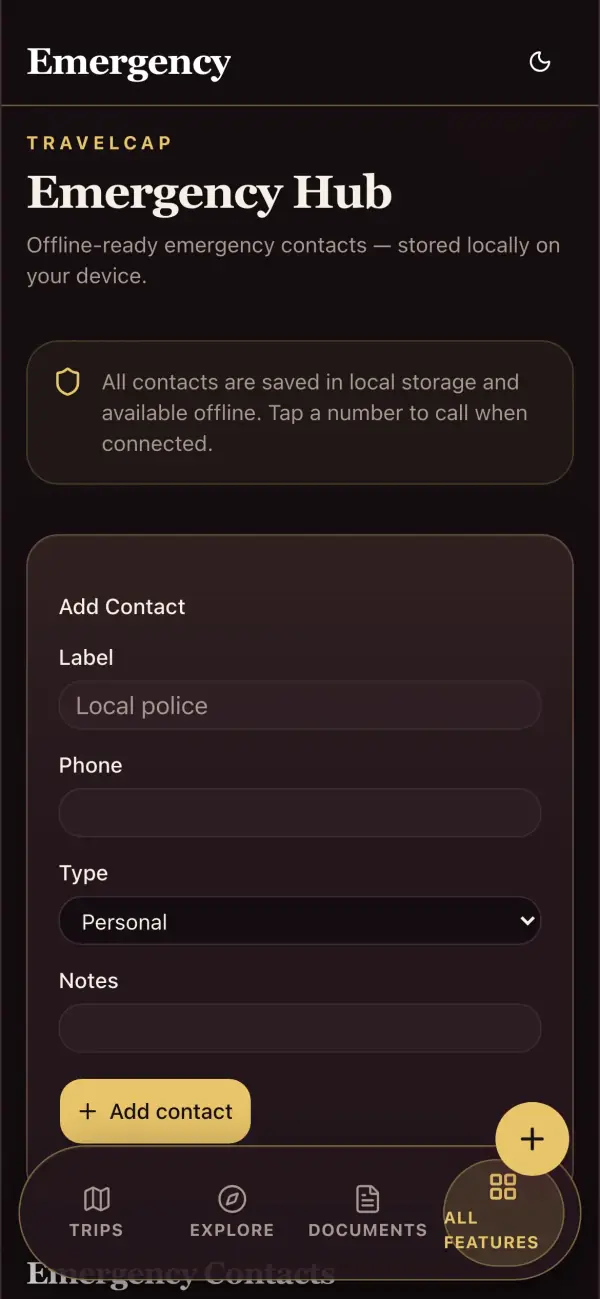 Emergency
TRAVELCAP
Emergency Hub
Offline-ready emergency contacts — stored locally on
your device.
All contacts are saved in local storage and
available offline. Tap a number to call when
connected.
Add Contact
Label
Local police
Phone
Type
Personal
Notes
+ Add contact
+
TRIPS
EXPLORE
DOCUMENTS
ALL
FEATURES
Emergency Contacts